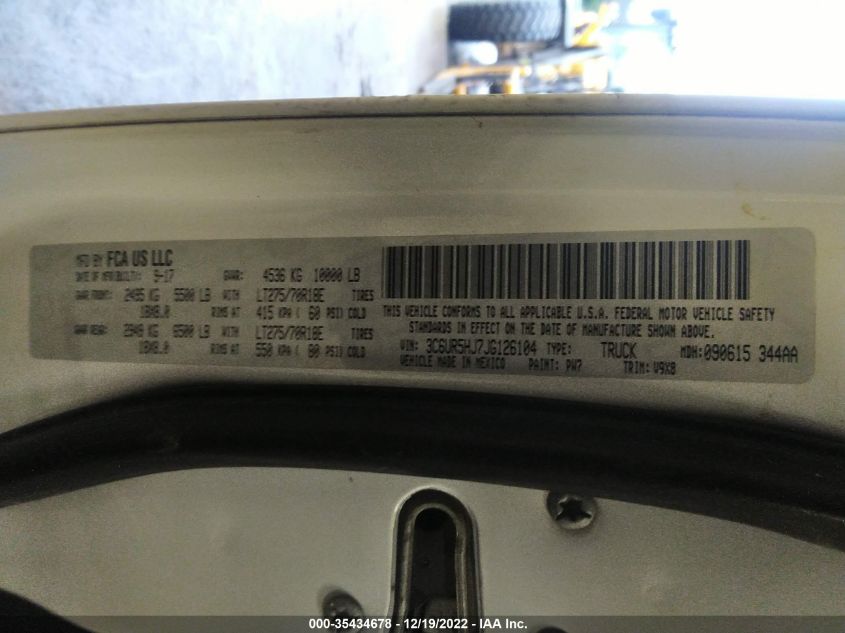 MFD BY FCA US LLC
DATE OF MFR(BUILT): 9-17 GVWR: 4536 KG 10000 LB
GAWR FRONT: 2495 KG 5500 LB WITH LT275/70R18E TIRES
18X8.0 RIMS AT 415 KPA ( 60 PSI) COLD
GAWR REAR: 2949 KG 6500 LB WITH LT275/70R18E TIRES
18X8.0 RIMS AT 550 KPA ( 80 PSI) COLD
THIS VEHICLE CONFORMS TO ALL APPLICABLE U.S.A. FEDERAL MOTOR VEHICLE SAFETY
STANDARDS IN EFFECT ON THE DATE OF MANUFACTURE SHOWN ABOVE.
VIN: 3C6UR5HJ7JG126104 TYPE: TRUCK MDH: 090615 344AA
VEHICLE MADE IN MEXICO PAINT: PW7 TRIM: V9X8
000-35434678 - 12/19/2022 - IAA Inc.